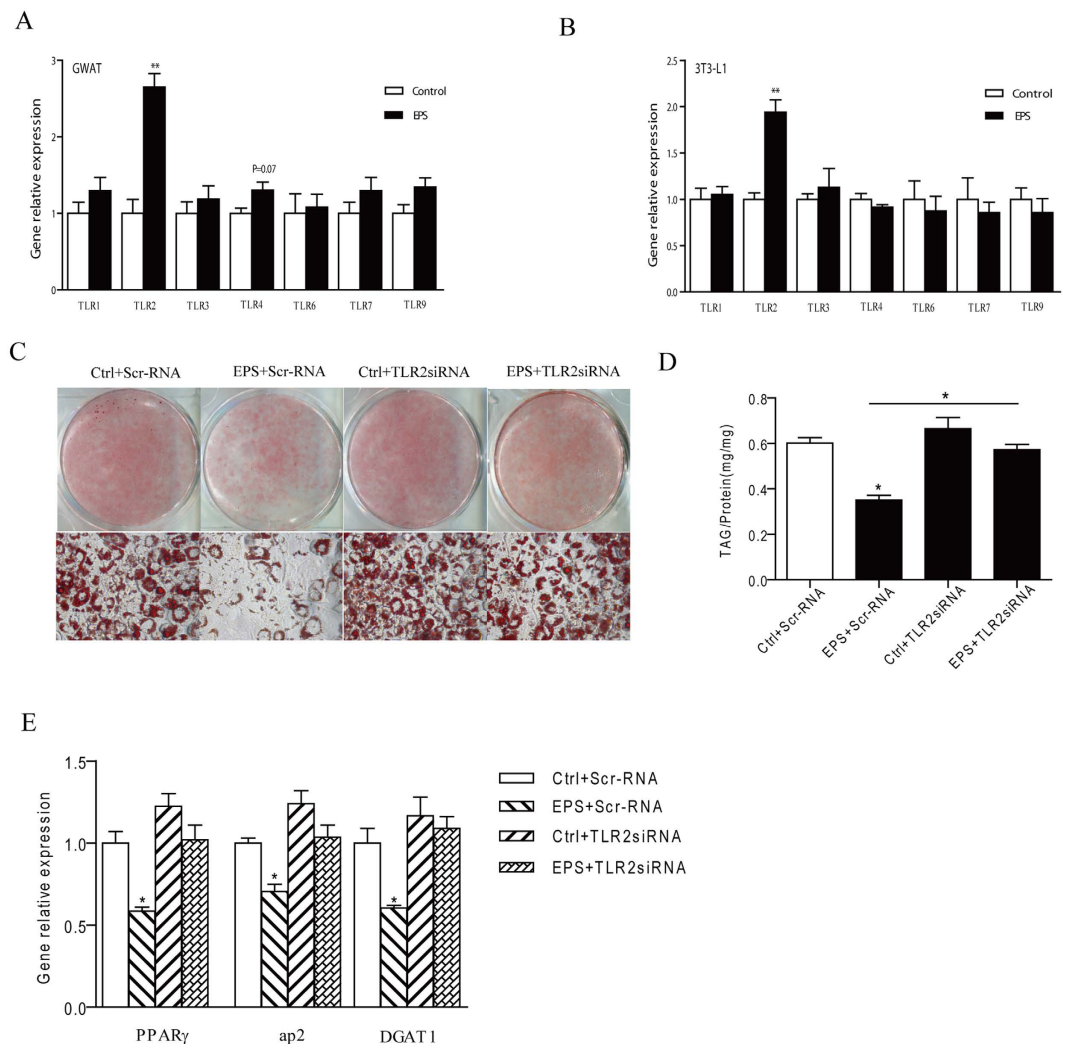 A
GWAT
Gene relative expression
3
2
1
0
**
P=0.07
Control
EPS
TLR1 TLR2 TLR3 TLR4 TLR6 TLR7 TLR9
B
3T3-L1
Gene relative expression
2.5
2.0
1.5
1.0
0.5
0.0
**
Control
EPS
TLR1 TLR2 TLR3 TLR4 TLR6 TLR7 TLR9
C
Ctrl+Scr-RNA EPS+Scr-RNA Ctrl+TLR2siRNA EPS+TLR2siRNA
D
TAG/Protein(mg/mg)
0.8
0.6
0.4
0.2
0.0
*
*
Ctrl+Scr-RNA
EPS+Scr-RNA
Ctrl+TLR2siRNA
EPS+TLR2siRNA
E
Gene relative expression
1.5
1.0
0.5
0.0
*
*
*
PPARγ ap2 DGAT1
Ctrl+Scr-RNA
EPS+Scr-RNA
Ctrl+TLR2siRNA
EPS+TLR2siRNA